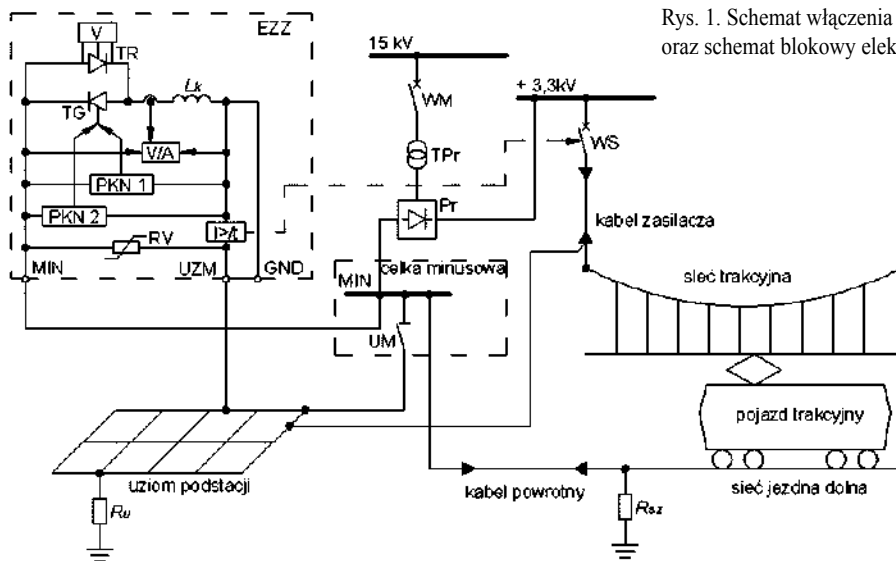 Rys. 1. Schemat włączenia
oraz schemat blokowy elek
V
EZZ
TR
TG
Lk
V/A
PKN 1
PKN 2
I>/t
RV
MIN
UZM
GND
15 kV
WM
TPr
Pr
+ 3,3kV
WS
kabel zasilacza
celka minusowa
MIN
UM
sieć trakcyjna
pojazd trakcyjny
uziom podstacji
kabel powrotny
sieć jezdna dolna
Ru
Rsz